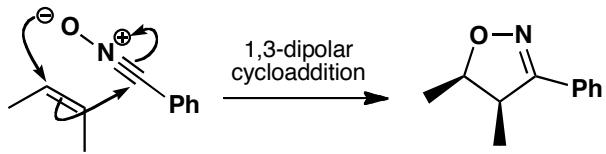 ⊖
O
N⊕
Ph
1,3-dipolar
cycloaddition
O N
Ph